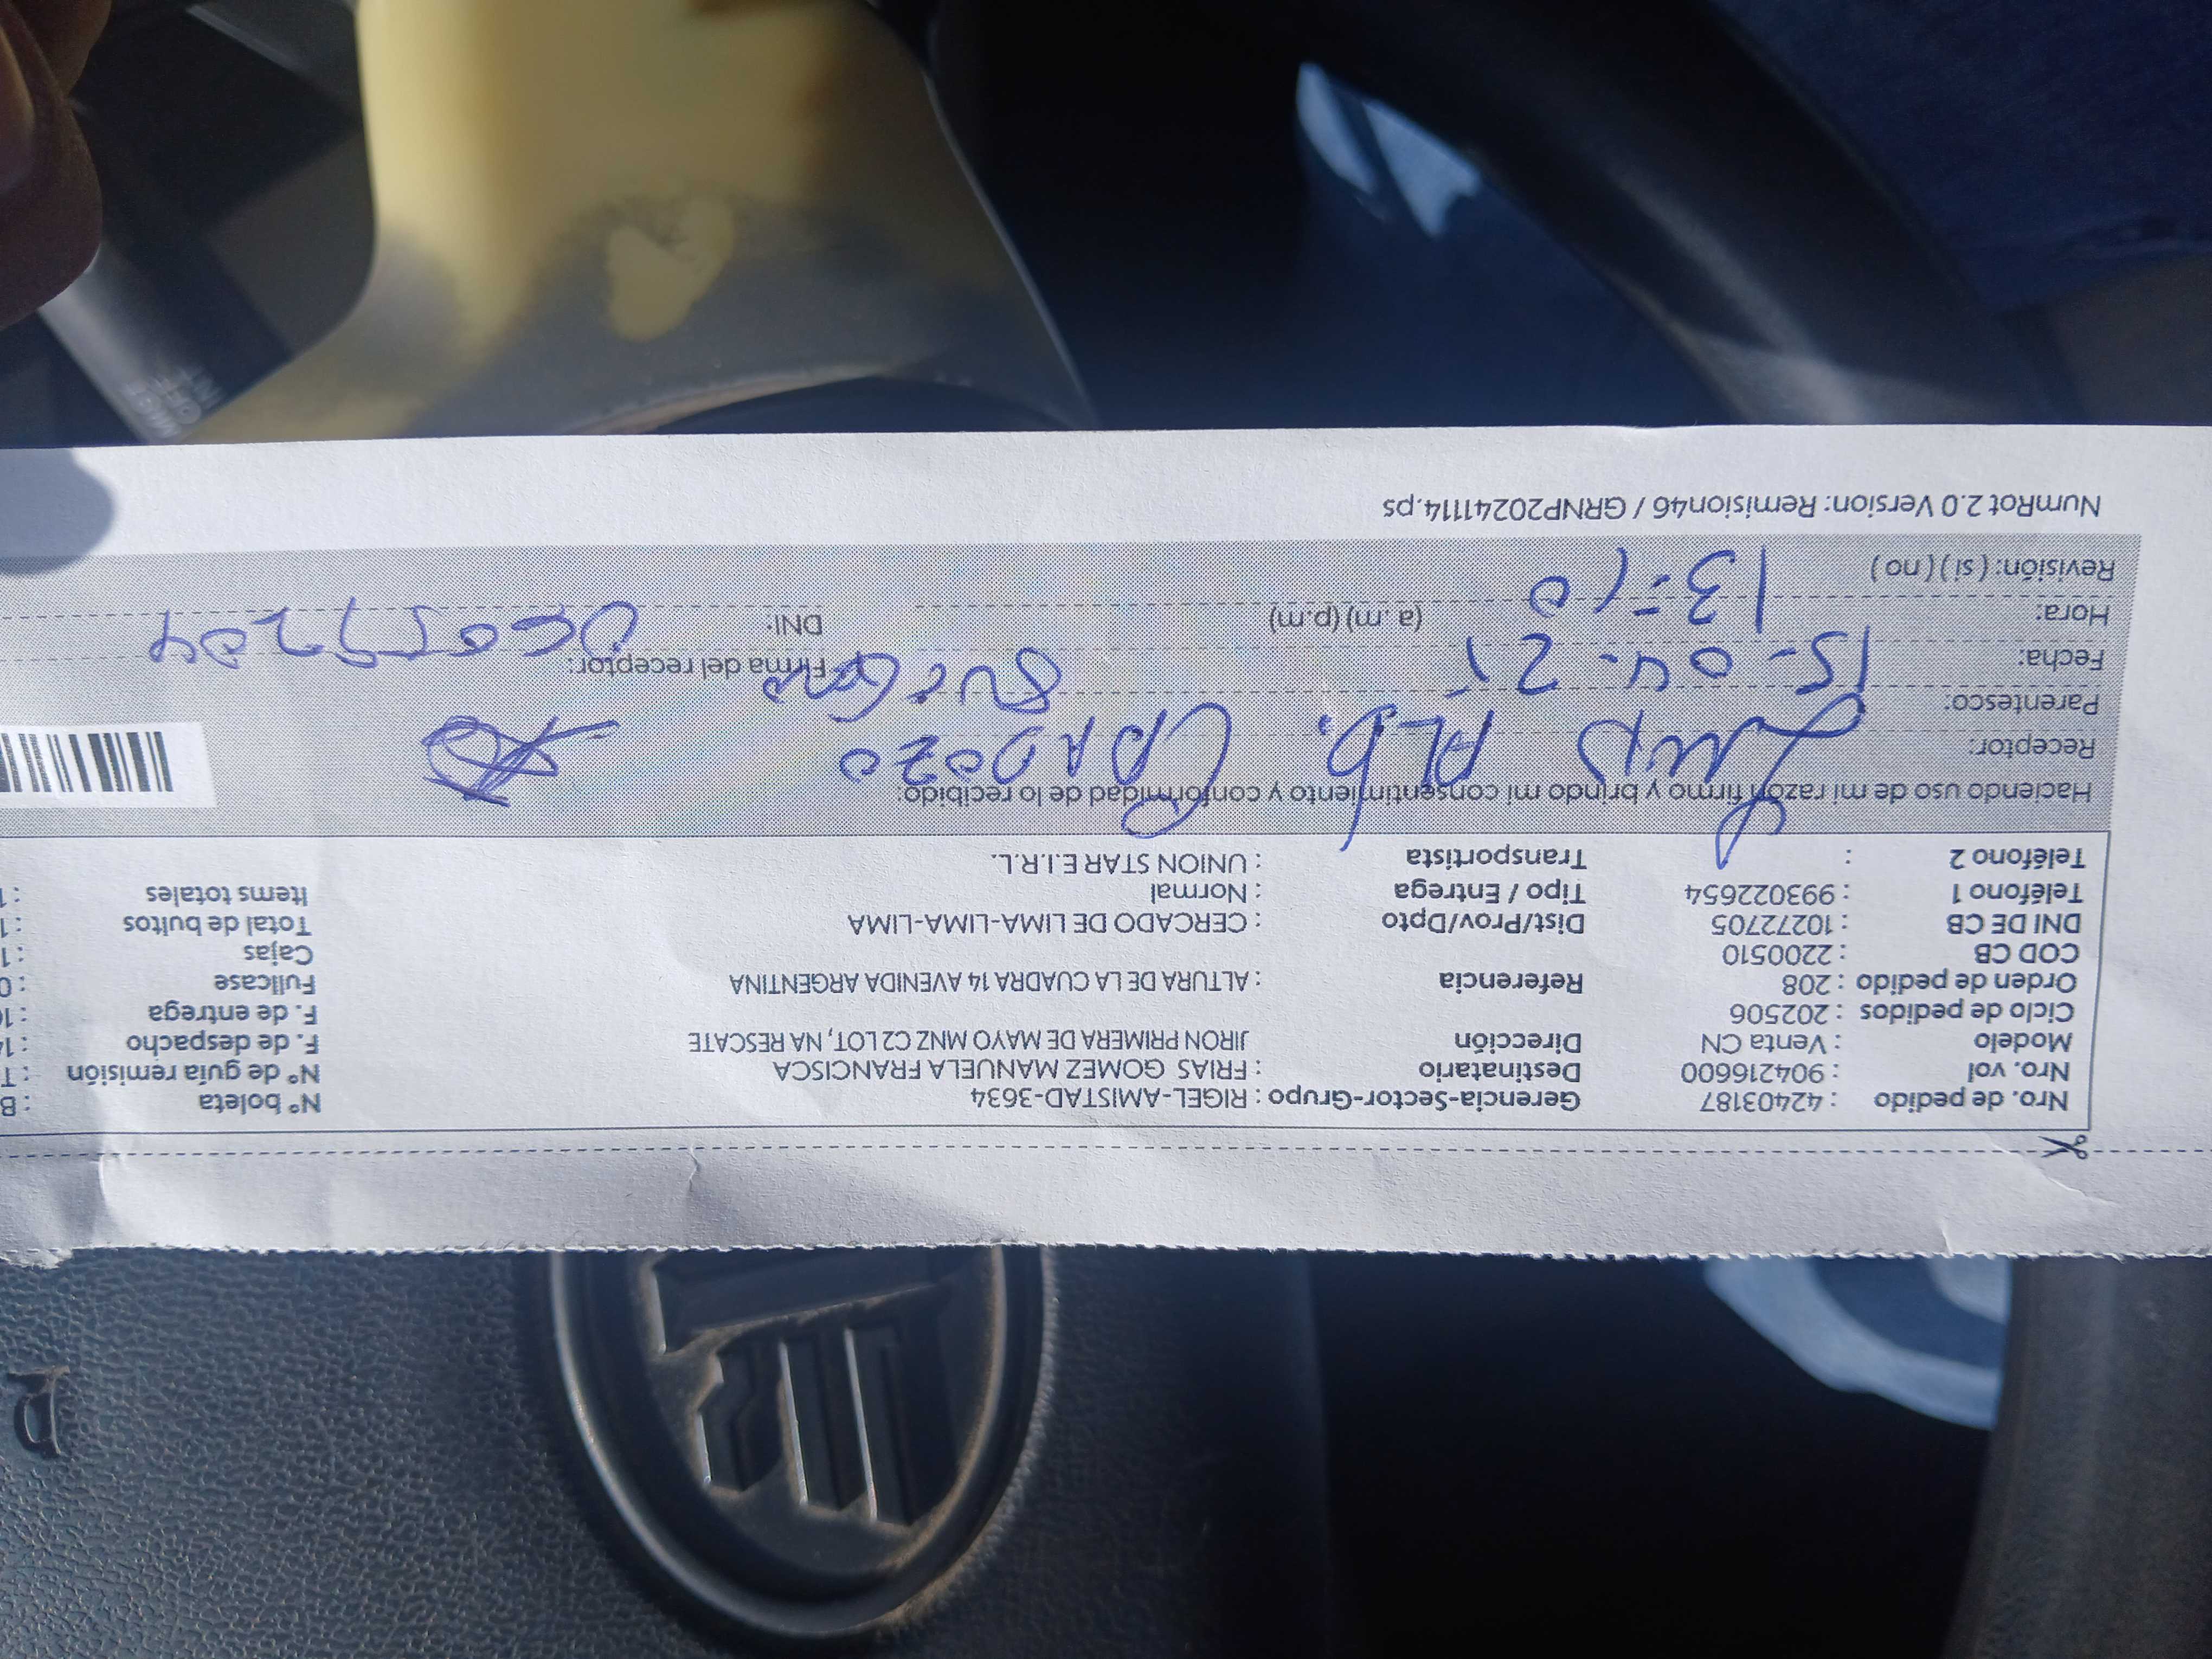 Nro. de pedido : 42403187 Gerencia-Sector-Grupo : RIGEL-AMISTAD-3634 N° boleta : B
Nro. vol : 904216600 Destinatario : FRIAS GOMEZ MANUELA FRANCISCA N° de guía remisión : T
Modelo : Venta CN Dirección JIRON PRIMERA DE MAYO MNZ C2 LOT, NA RESCATE F. de despacho : 14
Ciclo de pedidos : 202506 F. de entrega
Orden de pedido : 208 Referencia : ALTURA DE LA CUADRA 14 AVENIDA ARGENTINA Fullcase : 0
COD CB : 2200510 Cajas : 1
DNI DE CB : 10272705 Dist/Prov/Dpto : CERCADO DE LIMA-LIMA-LIMA Total de bultos : 1
Teléfono 1 : 993022654 Tipo / Entrega : Normal Items totales : 1
Teléfono 2 : Transportista : UNION STAR E.I.R.L.
Haciendo uso de mi razón firmo y brindo mi consentimiento y conformidad de lo recibido:
Receptor:
Parentesco:
Fecha: 15-04-25 Firma del receptor:
Hora: 13=10 (a. m) (p.m) DNI:
Revisión: ( si ) ( no )
NumRot 2.0 Version: Remision46 / GRNP20241114.ps